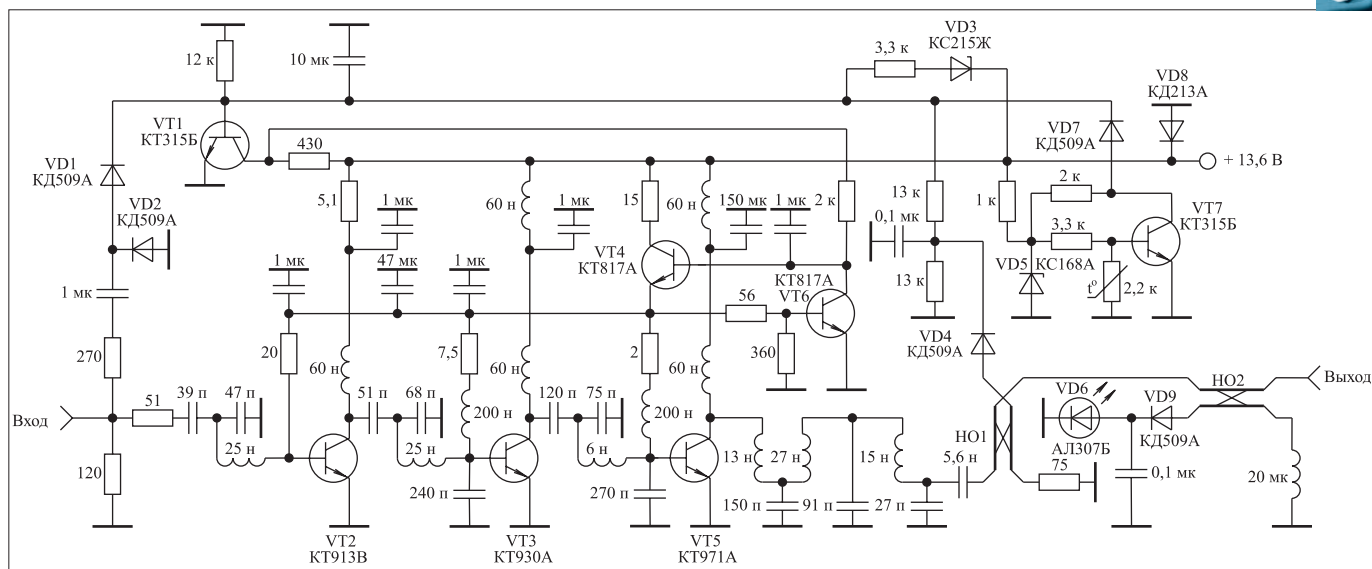 VD3
КС215Ж
3,3 к
12 к
10 мк
VD8
КД213А
VT1
КТ315Б
VD7
КД509А
430
+ 13,6 В
VD1
КД509А
VD2
КД509А
5,1
1 мк
60 н
1 мк
15
60 н
150 мк
1 мк
2 к
0,1 мк
13 к
1 к
2 к
3,3 к
VT7
КТ315Б
VT4
КТ817А
КТ817А
VT6
13 к
VD5
КС168А
t°
2,2 к
1 мк
1 мк
47 мк
1 мк
56
VD4
КД509А
270
20
60 н
7,5
2
60 н
360
Вход
51
39 п
47 п
51 п
68 п
200 н
120 п
75 п
200 н
НО2
Выход
VD6
VD9
АЛ307Б
КД509А
НО1
120
25 н
25 н
6 н
13 н
27 н
15 н
5,6 н
75
0,1 мк
20 мк
240 п
270 п
150 п
91 п
27 п
VT2
КТ913В
VT3
КТ930А
VT5
КТ971А